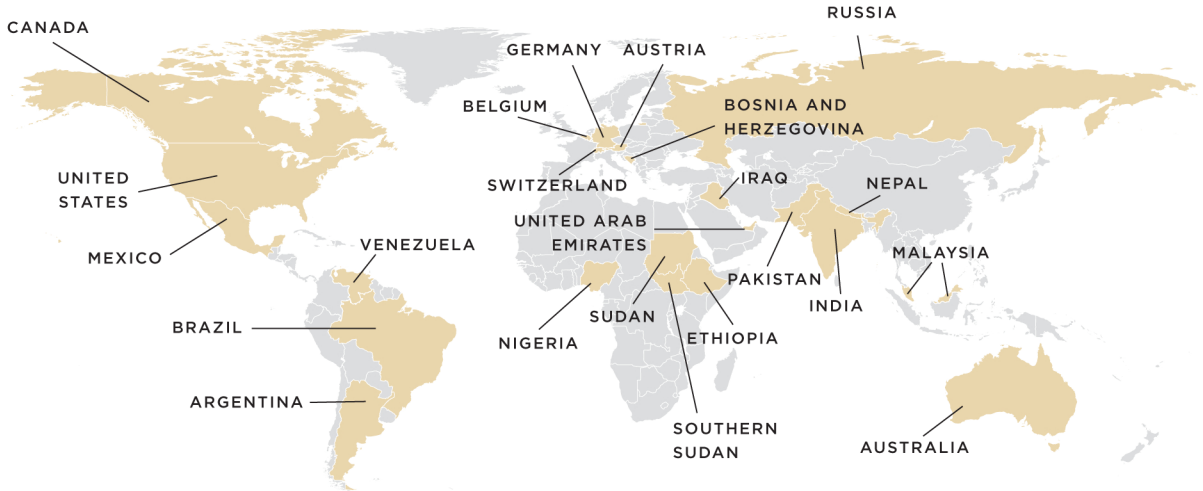 RUSSIA
CANADA
GERMANY
AUSTRIA
BELGIUM
BOSNIA AND
HERZEGOVINA
SWITZERLAND
IRAQ
NEPAL
UNITED
STATES
UNITED ARAB
EMIRATES
MEXICO
VENEZUELA
MALAYSIA
PAKISTAN
INDIA
BRAZIL
SUDAN
NIGERIA
ETHIOPIA
ARGENTINA
SOUTHERN
SUDAN
AUSTRALIA